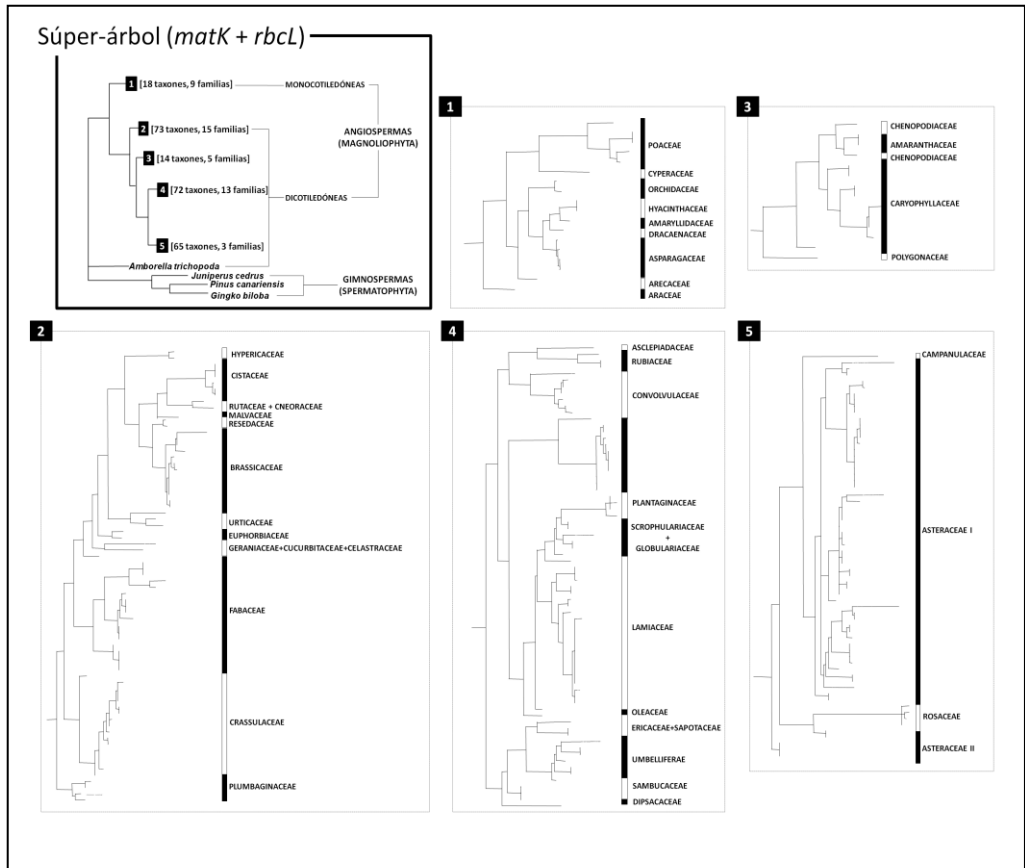 Súper-árbol (matK + rbcL)
1 [18 taxones, 9 familias]
MONOCOTILEDÓNEAS
2 [73 taxones, 15 familias]
ANGIOSPERMAS
(MAGNOLIOPHYTA)
3 [14 taxones, 5 familias]
4 [72 taxones, 13 familias]
DICOTILEDÓNEAS
5 [65 taxones, 3 familias]
Amborella trichopoda
Juniperus cedrus
Pinus canariensis
Gingko biloba
GIMNOSPERMAS
(SPERMATOPHYTA)
1
POACEAE
CYPERACEAE
ORCHIDACEAE
HYACINTHACEAE
AMARYLLIDACEAE
DRACAENACEAE
ASPARAGACEAE
ARECACEAE
ARACEAE
3
CHENOPODIACEAE
AMARANTHACEAE
CHENOPODIACEAE
CARYOPHYLLACEAE
POLYGONACEAE
2
HYPERICACEAE
CISTACEAE
RUTACEAE + CNEORACEAE
MALVACEAE
RESEDACEAE
BRASSICACEAE
URTICACEAE
EUPHORBIACEAE
GERANIACEAE+CUCURBITACEAE+CELASTRACEAE
FABACEAE
CRASSULACEAE
PLUMBAGINACEAE
4
ASCLEPIADACEAE
RUBIACEAE
CONVOLVULACEAE
PLANTAGINACEAE
SCROPHULARIACEAE
+
GLOBULARIACEAE
LAMIACEAE
OLEACEAE
ERICACEAE+SAPOTACEAE
UMBELLIFERAE
SAMBUCACEAE
DIPSACACEAE
5
CAMPANULACEAE
ASTERACEAE I
ROSACEAE
ASTERACEAE II